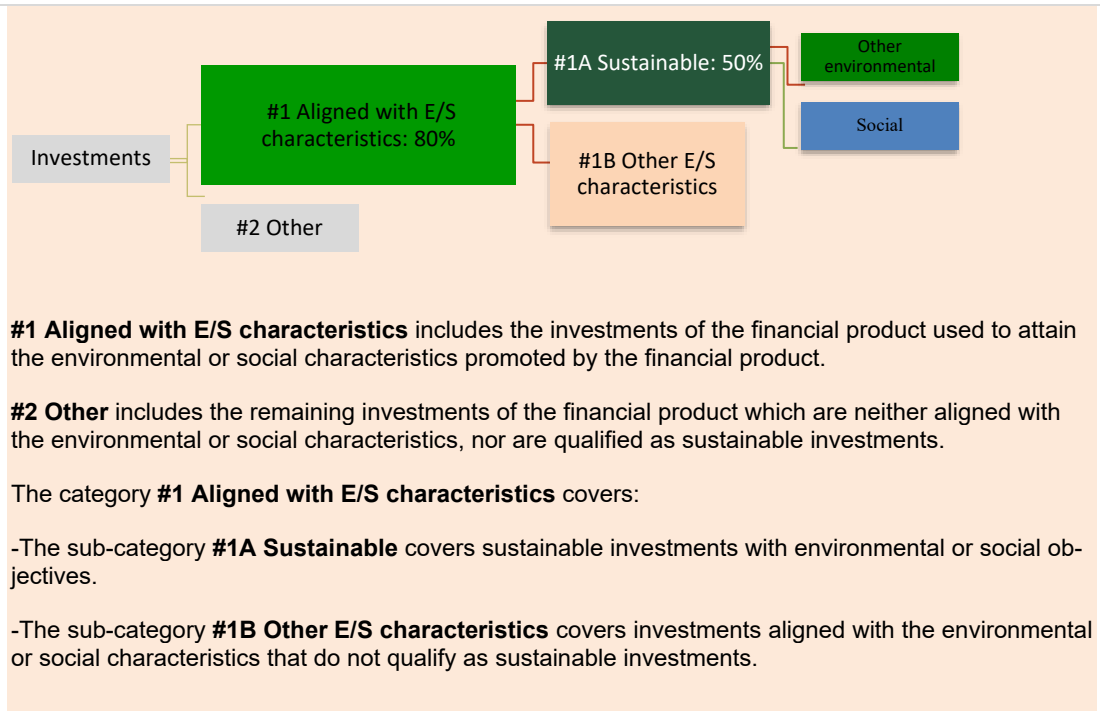 #1A Sustainable: 50%
Other
environmental
#1 Aligned with E/S
characteristics: 80%
Social
Investments
#1B Other E/S
characteristics
#2 Other
#1 Aligned with E/S characteristics includes the investments of the financial product used to attain
the environmental or social characteristics promoted by the financial product.
#2 Other includes the remaining investments of the financial product which are neither aligned with
the environmental or social characteristics, nor are qualified as sustainable investments.
The category #1 Aligned with E/S characteristics covers:
-The sub-category #1A Sustainable covers sustainable investments with environmental or social ob-
jectives.
-The sub-category #1B Other E/S characteristics covers investments aligned with the environmental
or social characteristics that do not qualify as sustainable investments.